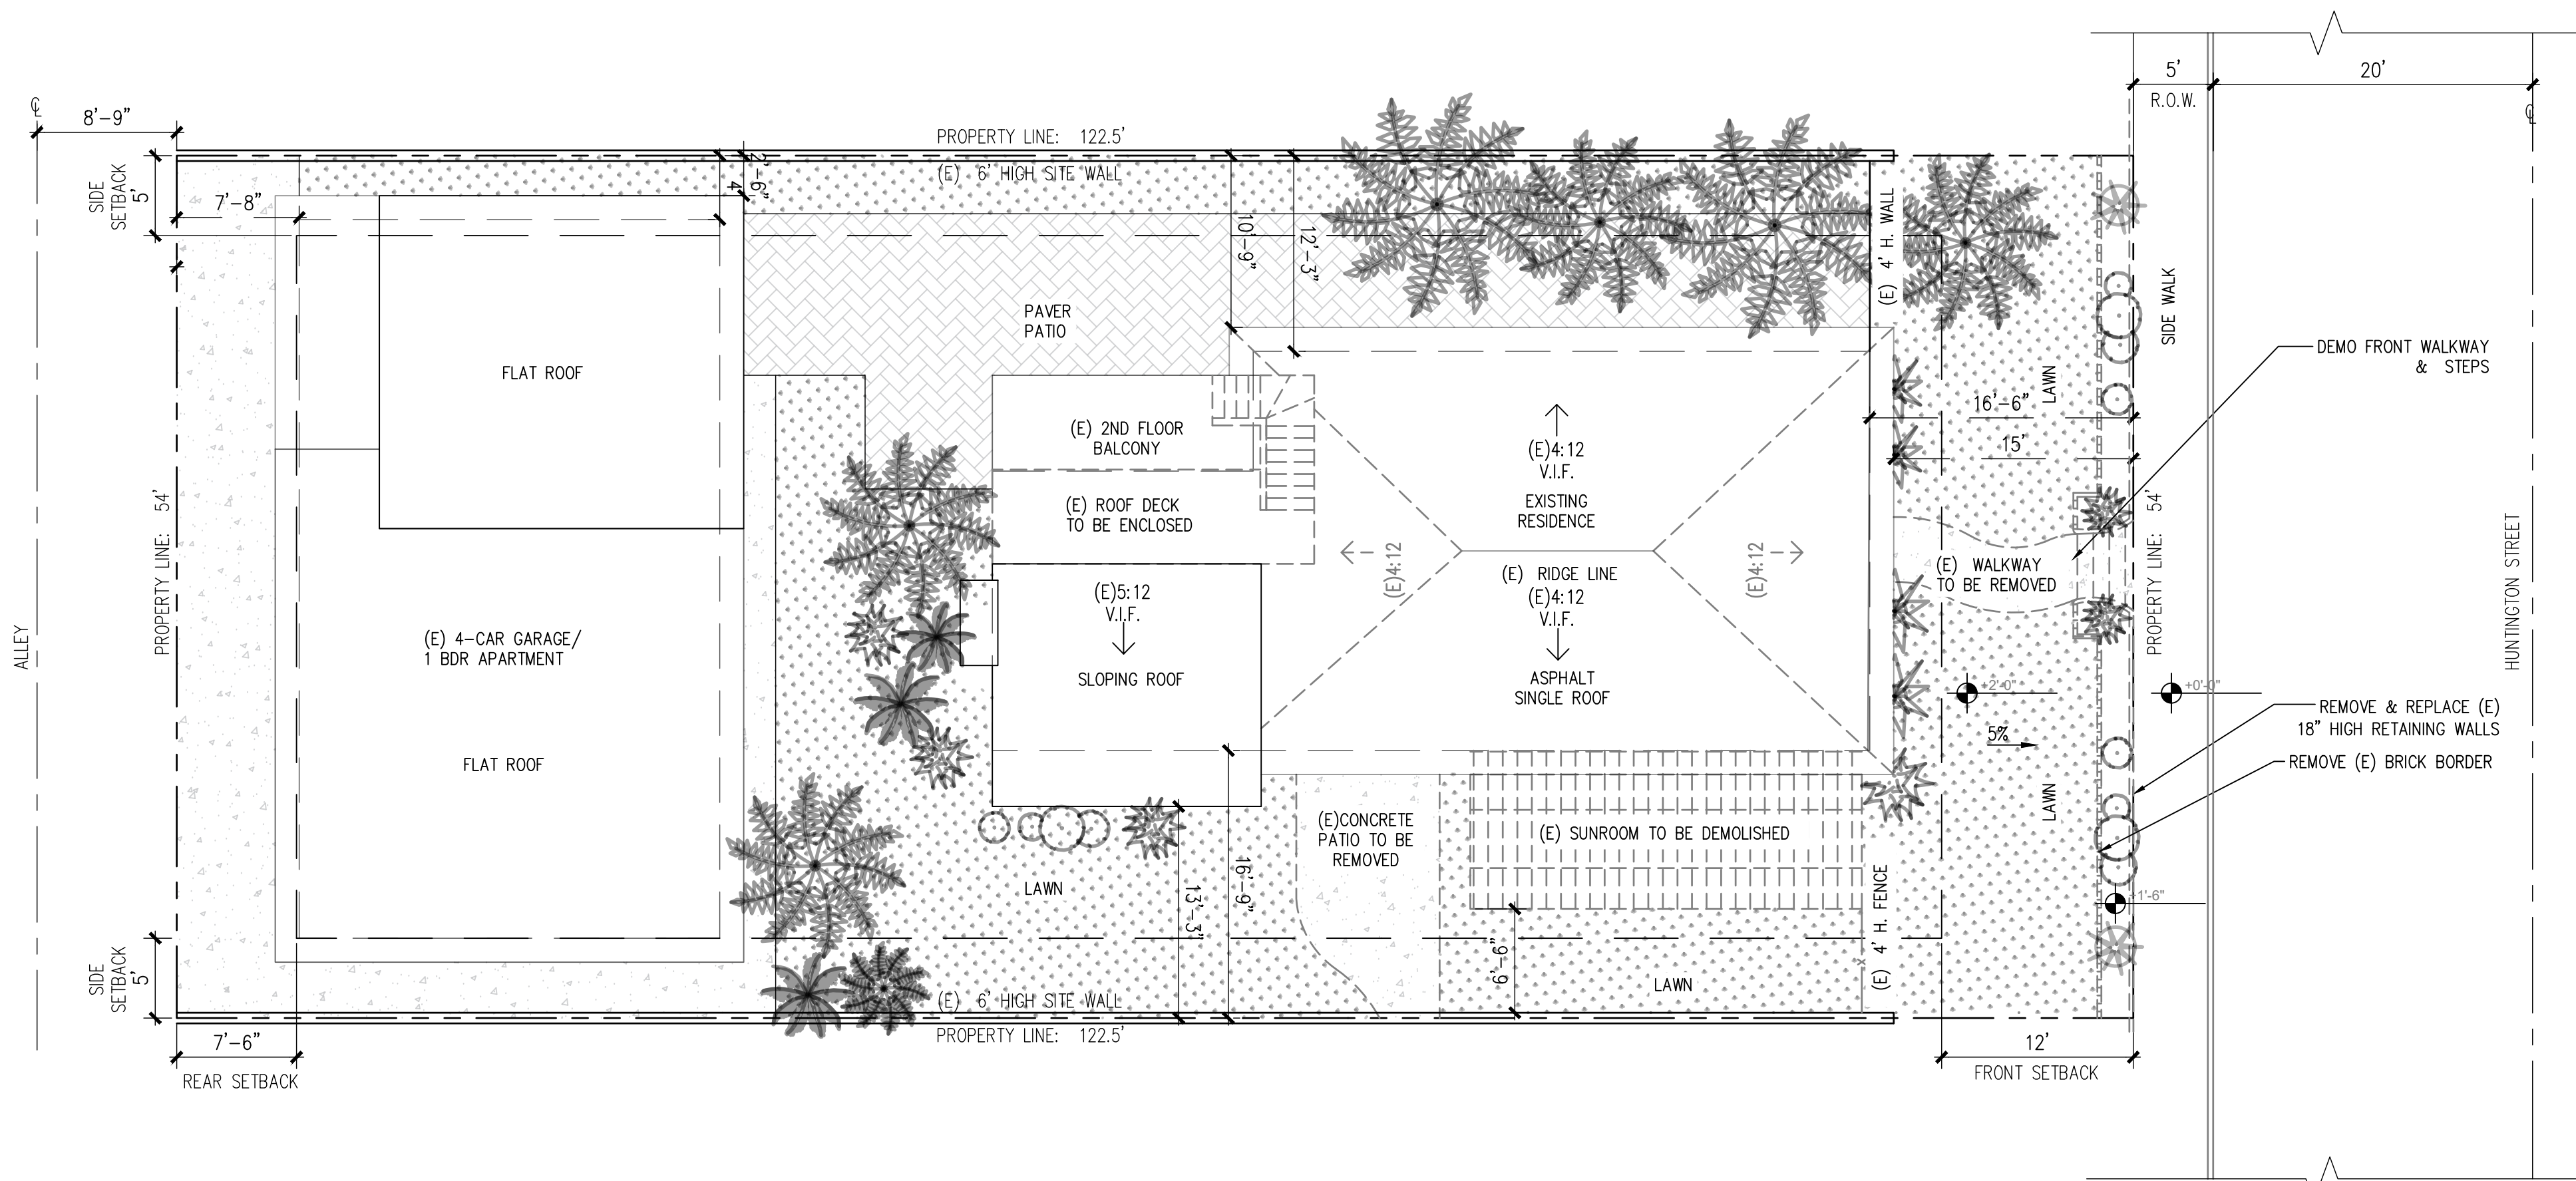 5'
20'
R.O.W.
℄
8'-9"
℄
PROPERTY LINE: 122.5'
(E) 6' HIGH SITE WALL
SIDE
SETBACK
5'
7'-8"
4'
2'-6"
10'-9"
12'-3"
(E) 4' H. WALL
SIDE WALK
PAVER
PATIO
FLAT ROOF
DEMO FRONT WALKWAY
& STEPS
LAWN
16'-6"
15'
(E) 2ND FLOOR
BALCONY
(E)4:12
V.I.F.
(E) ROOF DECK
TO BE ENCLOSED
EXISTING
RESIDENCE
PROPERTY LINE: 54'
PROPERTY LINE: 54'
HUNTINGTON STREET
(E)4:12
(E)4:12
(E) WALKWAY
TO BE REMOVED
(E) RIDGE LINE
(E)4:12
V.I.F.
(E)5:12
V.I.F.
ALLEY
(E) 4-CAR GARAGE/
1 BDR APARTMENT
SLOPING ROOF
ASPHALT
SINGLE ROOF
+2'-0"
+0'-0"
REMOVE & REPLACE (E)
18" HIGH RETAINING WALLS
5%
REMOVE (E) BRICK BORDER
FLAT ROOF
LAWN
(E)CONCRETE
PATIO TO BE
REMOVED
(E) SUNROOM TO BE DEMOLISHED
LAWN
16'-9"
13'-3"
+1'-6"
(E) 4' H. FENCE
6'-6"
SIDE
SETBACK
5'
LAWN
(E) 6' HIGH SITE WALL
PROPERTY LINE: 122.5'
7'-6"
REAR SETBACK
12'
FRONT SETBACK